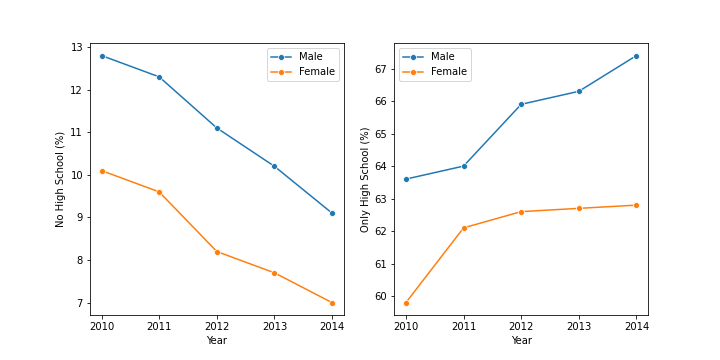 No High School (%)
13
12
11
10
9
8
7
Male
Female
2010 2011 2012 2013 2014
Year
Only High School (%)
67
66
65
64
63
62
61
60
Male
Female
2010 2011 2012 2013 2014
Year